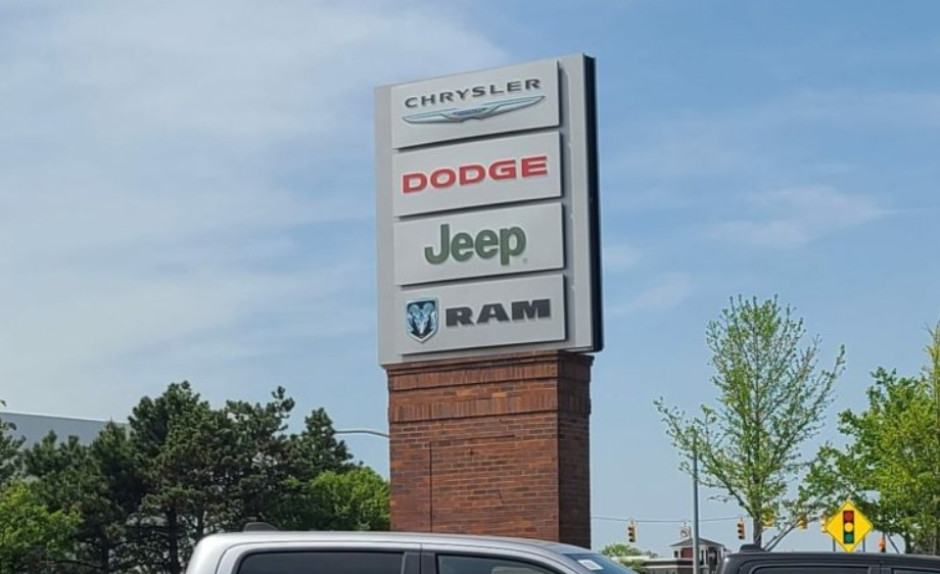 CHRYSLER
DODGE
Jeep
RAM